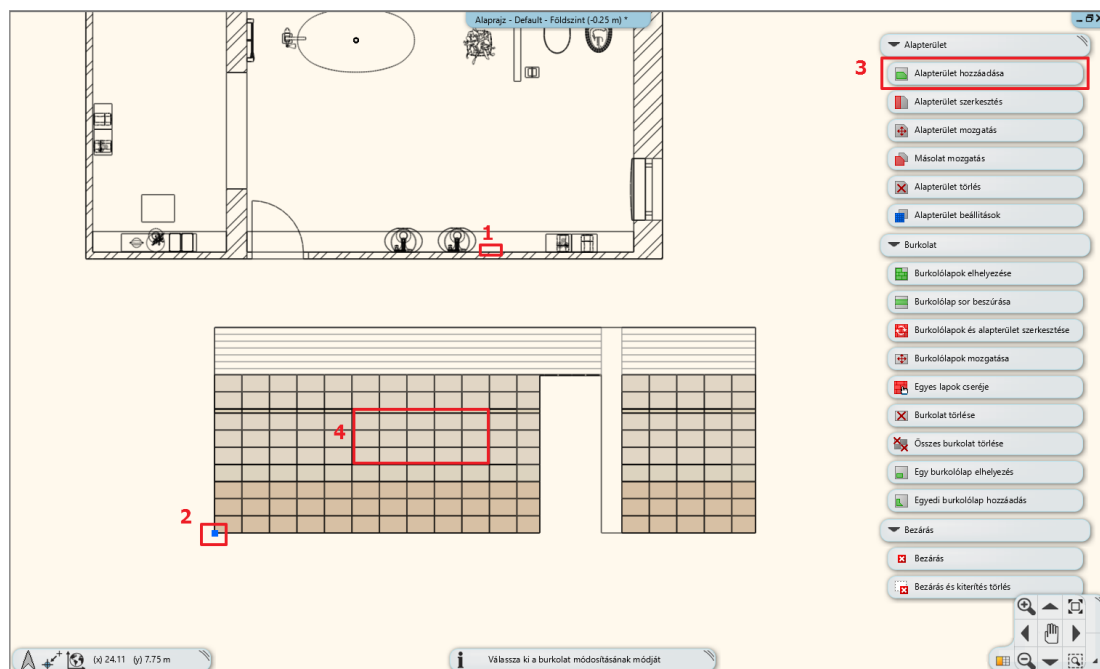 Alaprajz - Default - Földszint (-0.25 m) *
Alapterület
3
Alapterület hozzáadása
Alapterület szerkesztés
Alapterület mozgatás
Másolat mozgatás
Alapterület törlés
Alapterület beállítások
1
Burkolat
Burkolólapok elhelyezése
Burkolólap sor beszúrása
Burkolólapok és alapterület szerkesztése
Burkolólapok mozgatása
Egyes lapok cseréje
Burkolat törlése
4
Összes burkolat törlése
Egy burkolólap elhelyezés
Egyedi burkolólap hozzáadás
2
Bezárás
Bezárás
Bezárás és kiterítés törlés
(x) 24.11 (y) 7.75 m
Válassza ki a burkolat módosításának módját